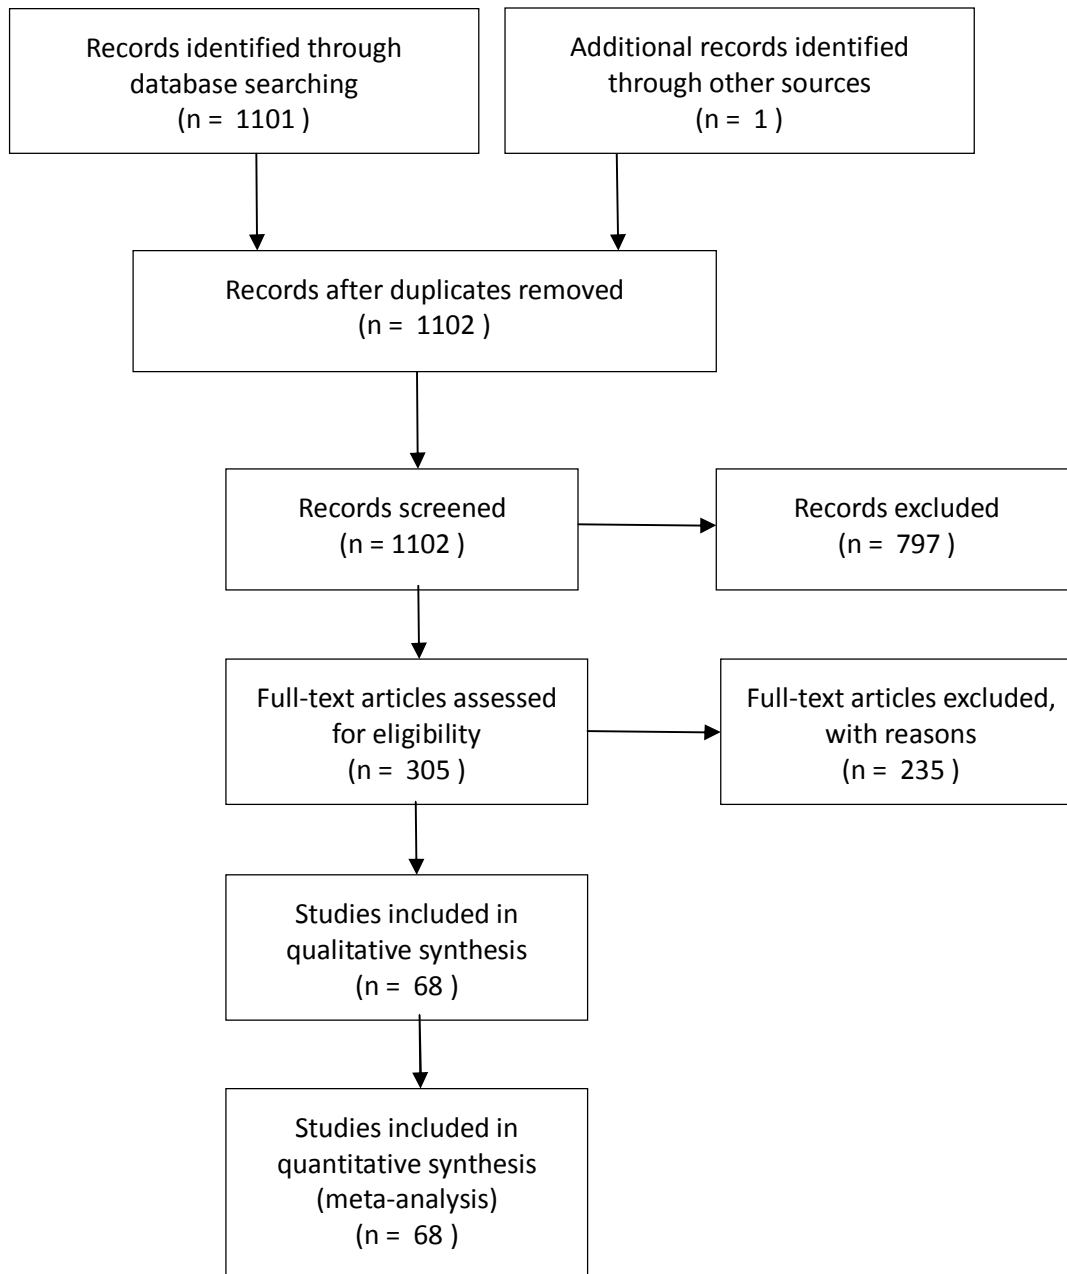 Records identified through
database searching
(n =  1101 )
Additional records identified
through other sources
(n =  1 )
Records after duplicates removed
(n =  1102 )
Records screened
(n = 1102 )
Records excluded
(n =  797 )
Full-text articles assessed
for eligibility
(n =  305 )
Full-text articles excluded,
with reasons
(n =  235 )
Studies included in
qualitative synthesis
(n =  68 )
Studies included in
quantitative synthesis
(meta-analysis)
(n =  68 )